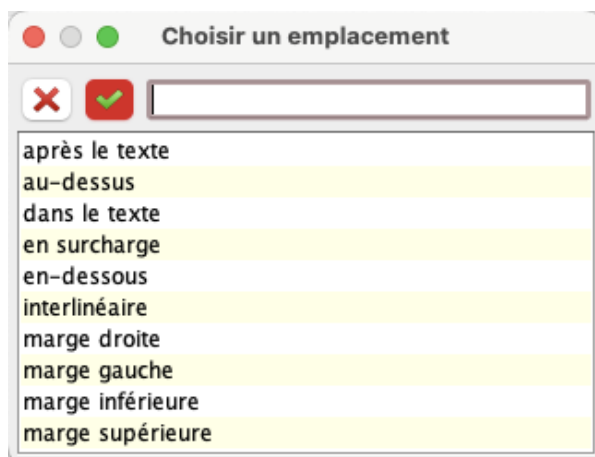 Choisir un emplacement
après le texte
au-dessus
dans le texte
en surcharge
en-dessous
interlinéaire
marge droite
marge gauche
marge inférieure
marge supérieure